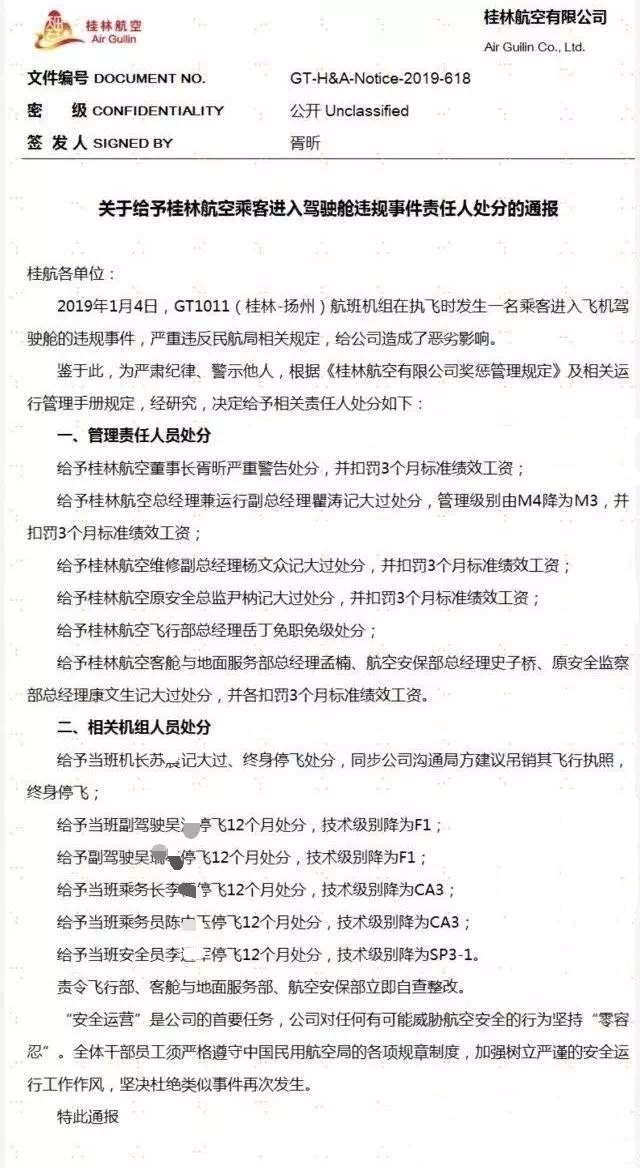 桂林航空
Air Guilin
桂林航空有限公司
Air Guilin Co., Ltd.
文件编号 DOCUMENT NO. GT-H&A-Notice-2019-618
密 级 CONFIDENTIALITY 公开 Unclassified
签 发 人 SIGNED BY 胥昕
关于给予桂林航空乘客进入驾驶舱违规事件责任人处分的通报
桂航各单位：
2019年1月4日，GT1011（桂林-扬州）航班机组在执飞时发生一名乘客进入飞机驾
驶舱的违规事件，严重违反民航局相关规定，给公司造成了恶劣影响。
鉴于此，为严肃纪律、警示他人，根据《桂林航空有限公司奖惩管理规定》及相关运
行管理手册规定，经研究，决定给予相关责任人处分如下：
一、管理责任人员处分
给予桂林航空董事长胥昕严重警告处分，并扣罚3个月标准绩效工资；
给予桂林航空总经理兼运行副总经理瞿涛记大过处分，管理级别由M4降为M3，并
扣罚3个月标准绩效工资；
给予桂林航空维修副总经理杨文众记大过处分，并扣罚3个月标准绩效工资；
给予桂林航空原安全总监尹枘记大过处分，并扣罚3个月标准绩效工资；
给予桂林航空飞行部总经理岳丁免职免级处分；
给予桂林航空客舱与地面服务部总经理孟楠、航空安保部总经理史子桥、原安全监察
部总经理康文生记大过处分，并各扣罚3个月标准绩效工资。
二、相关机组人员处分
给予当班机长苏 记大过、终身停飞处分，同步公司沟通局方建议吊销其飞行执照，
终身停飞；
给予当班副驾驶吴 停飞12个月处分，技术级别降为F1；
给予副驾驶吴 停飞12个月处分，技术级别降为F1；
给予当班乘务长李 停飞12个月处分，技术级别降为CA3；
给予当班乘务员陈 玉停飞12个月处分，技术级别降为CA3；
给予当班安全员李 军停飞12个月处分，技术级别降为SP3-1。
责令飞行部、客舱与地面服务部、航空安保部立即自查整改。
“安全运营”是公司的首要任务，公司对任何有可能威胁航空安全的行为坚持“零容
忍”。全体干部员工须严格遵守中国民用航空局的各项规章制度，加强树立严谨的安全运
行工作作风，坚决杜绝类似事件再次发生。
特此通报